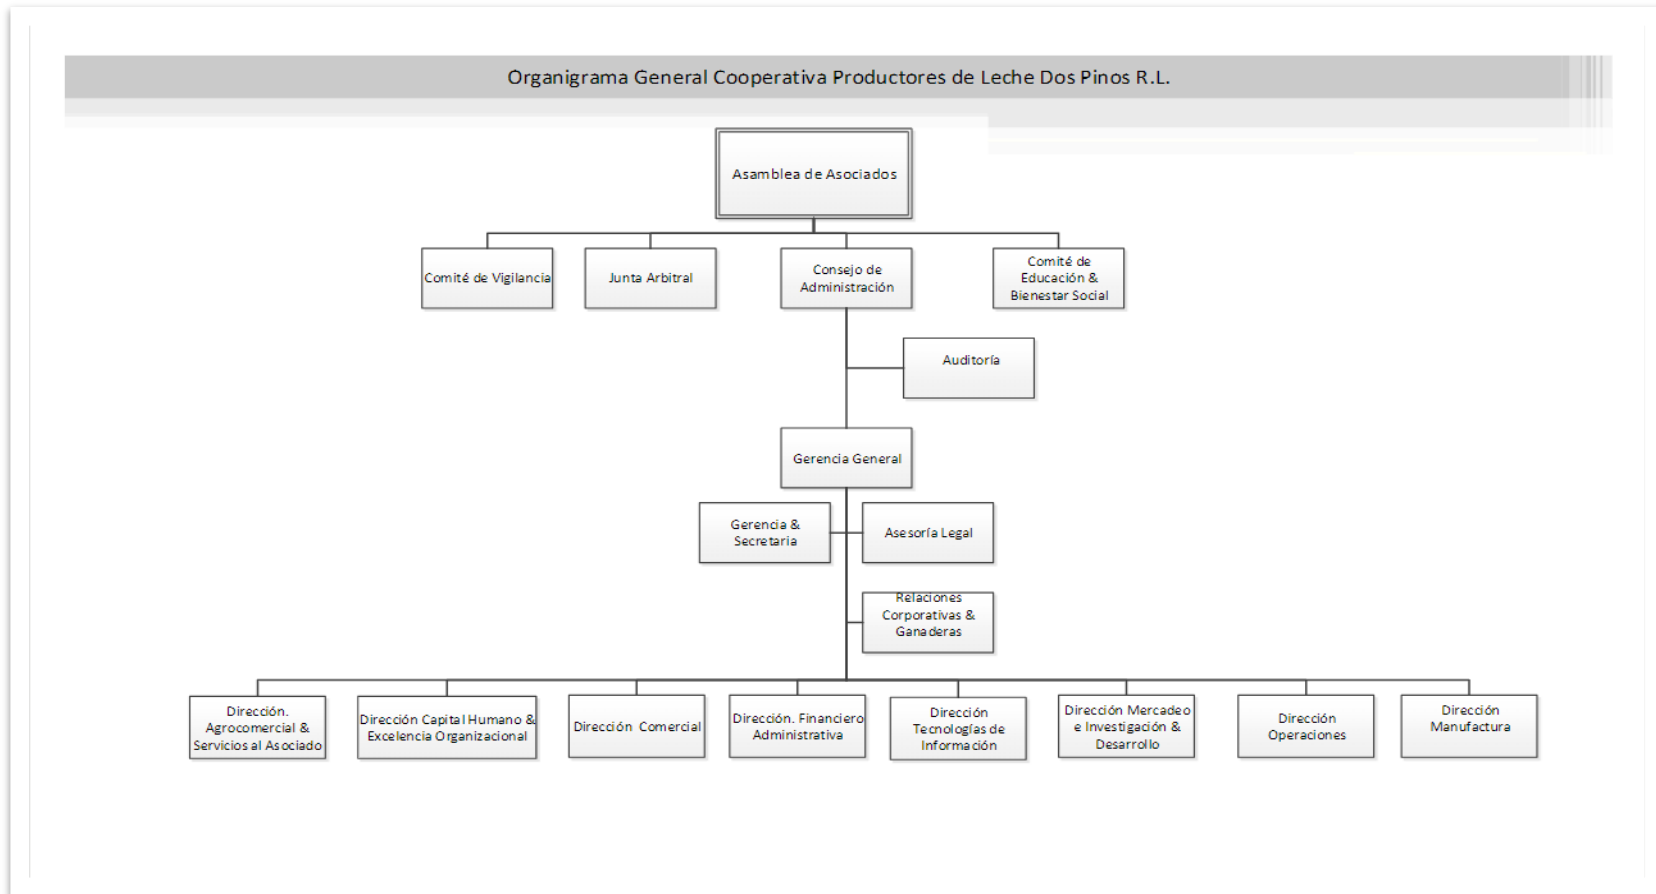 Organigrama General Cooperativa Productores de Leche Dos Pinos R.L.
Asamblea de Asociados
Comité de Vigilancia
Junta Arbitral
Consejo de
Administración
Comité de
Educación &
Bienestar Social
Auditoría
Gerencia General
Gerencia &
Secretaria
Asesoría Legal
Relaciones
Corporativas &
Ganaderas
Dirección.
Agrocomercial &
Servicios al Asociado
Dirección Capital Humano &
Excelencia Organizacional
Dirección Comercial
Dirección. Financiero
Administrativa
Dirección
Tecnologías de
Información
Dirección Mercadeo
e Investigación &
Desarrollo
Dirección
Operaciones
Dirección
Manufactura